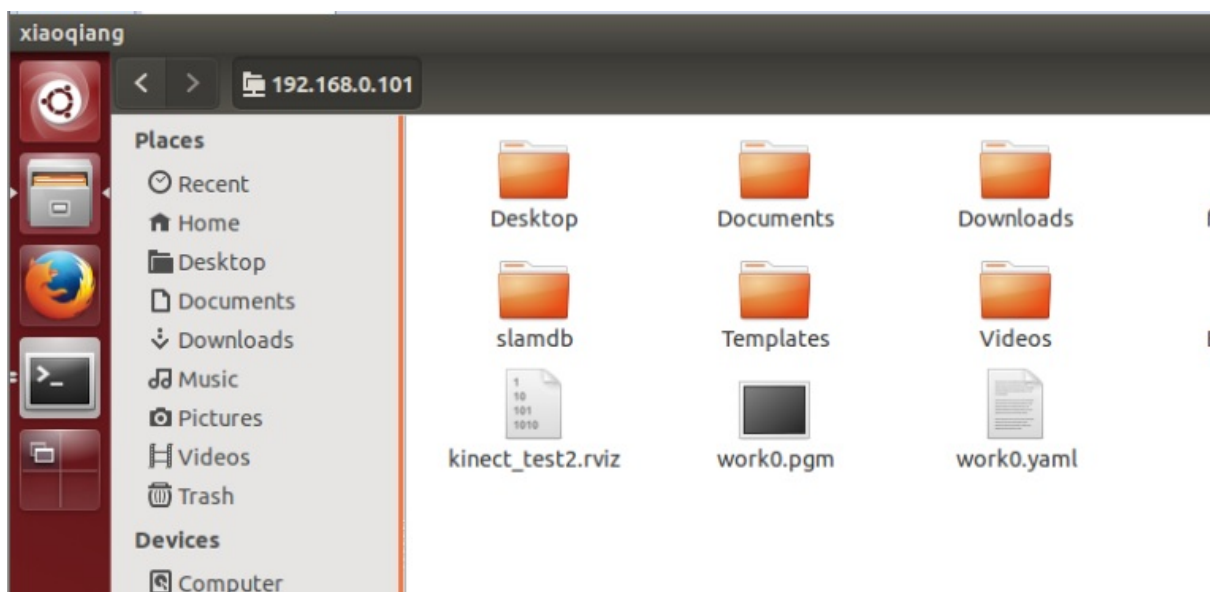 xiaoqiang
192.168.0.101
Places
Recent
Home
Desktop
Documents
Downloads
Music
Pictures
Videos
Trash
Devices
Computer
Desktop Documents Downloads
slamdb Templates Videos
1
10
101
1010
kinect_test2.rviz work0.pgm work0.yaml